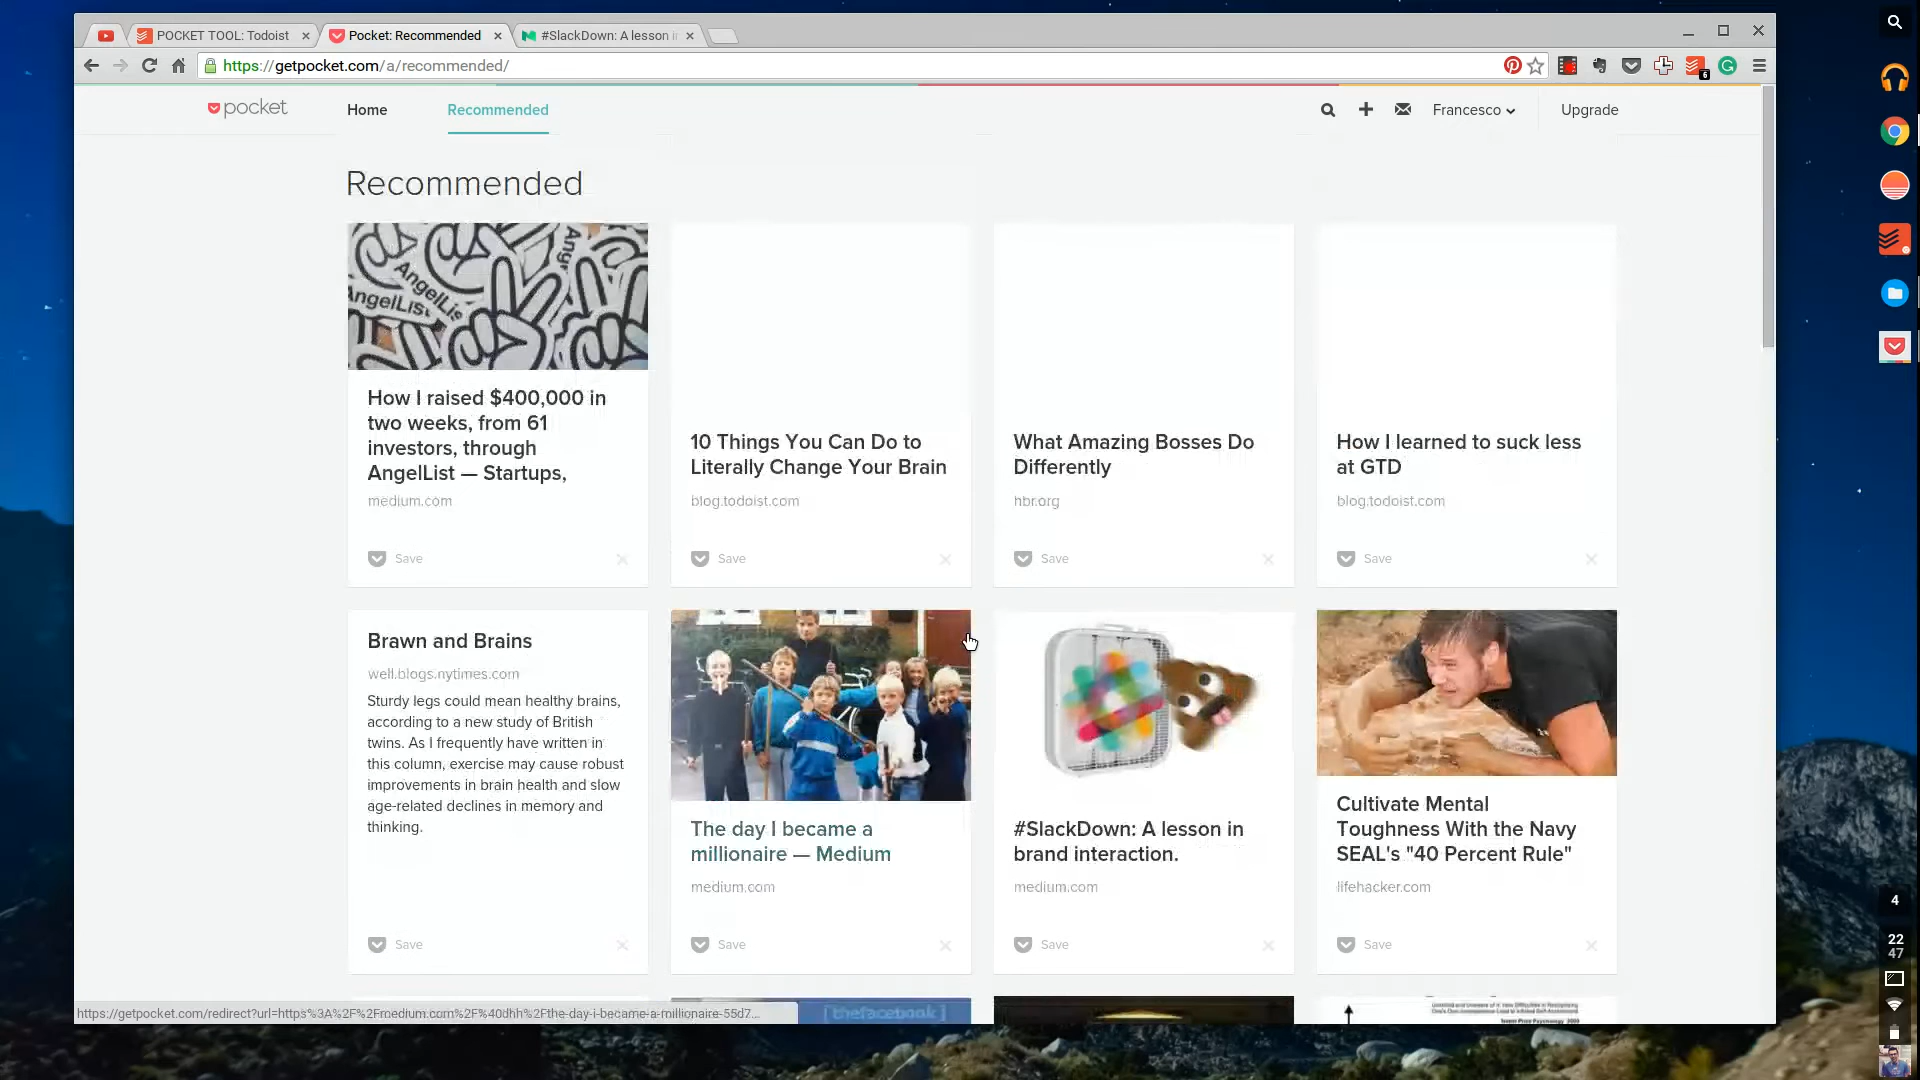 POCKET TOOL: Todoist
Pocket: Recommended
#SlackDown: A lesson i
https://getpocket.com/a/recommended/
6
pocket
Home
Recommended
Francesco
Upgrade
Recommended
AngelList
How I raised $400,000 in
two weeks, from 61
investors, through
AngelList — Startups,
medium.com
Save
10 Things You Can Do to
Literally Change Your Brain
blog.todoist.com
Save
What Amazing Bosses Do
Differently
hbr.org
Save
How I learned to suck less
at GTD
blog.todoist.com
Save
Brawn and Brains
well.blogs.nytimes.com
Sturdy legs could mean healthy brains,
according to a new study of British
twins. As I frequently have written in
this column, exercise may cause robust
improvements in brain health and slow
age-related declines in memory and
thinking.
Save
The day I became a
millionaire — Medium
medium.com
Save
#SlackDown: A lesson in
brand interaction.
medium.com
Save
Cultivate Mental
Toughness With the Navy
SEAL's "40 Percent Rule"
lifehacker.com
Save
[thefacebook]
https://getpocket.com/redirect?url=https%3A%2F%2Fmedium.com%2F%40dhh%2Fthe-day-i-became-a-millionaire-55d7...
4
22
47